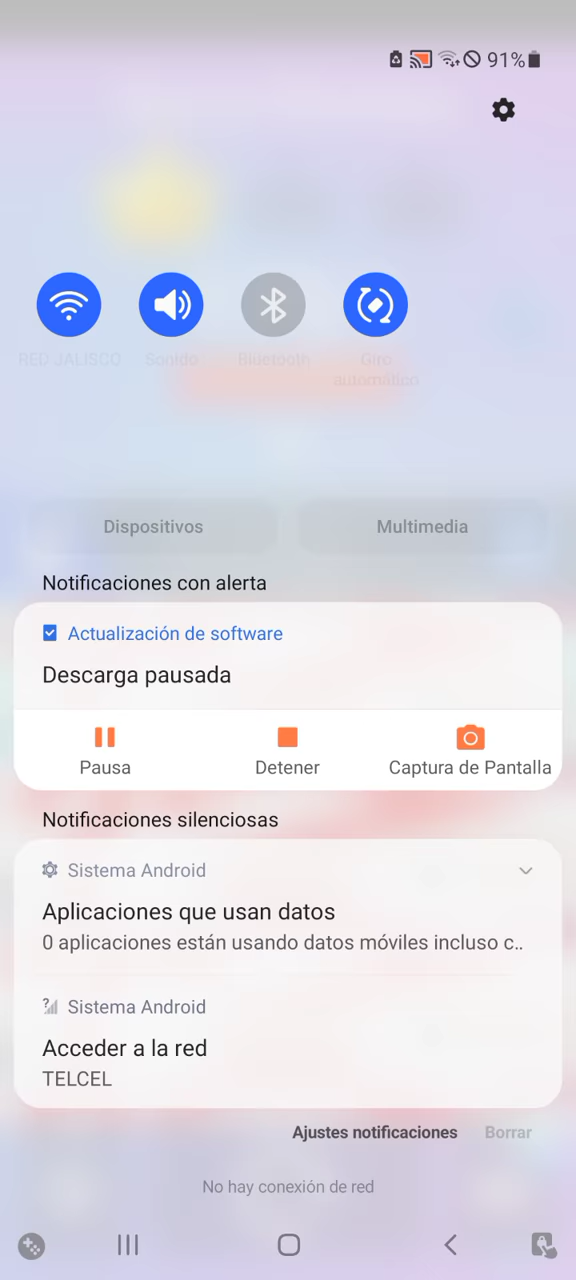 91%
RED JALISCO
Sonido
Bluetooth
Giro
automático
Dispositivos
Multimedia
Notificaciones con alerta
Actualización de software
Descarga pausada
Pausa
Detener
Captura de Pantalla
Notificaciones silenciosas
Sistema Android
Aplicaciones que usan datos
0 aplicaciones están usando datos móviles incluso c..
?
Sistema Android
Acceder a la red
TELCEL
Ajustes notificaciones
Borrar
No hay conexión de red